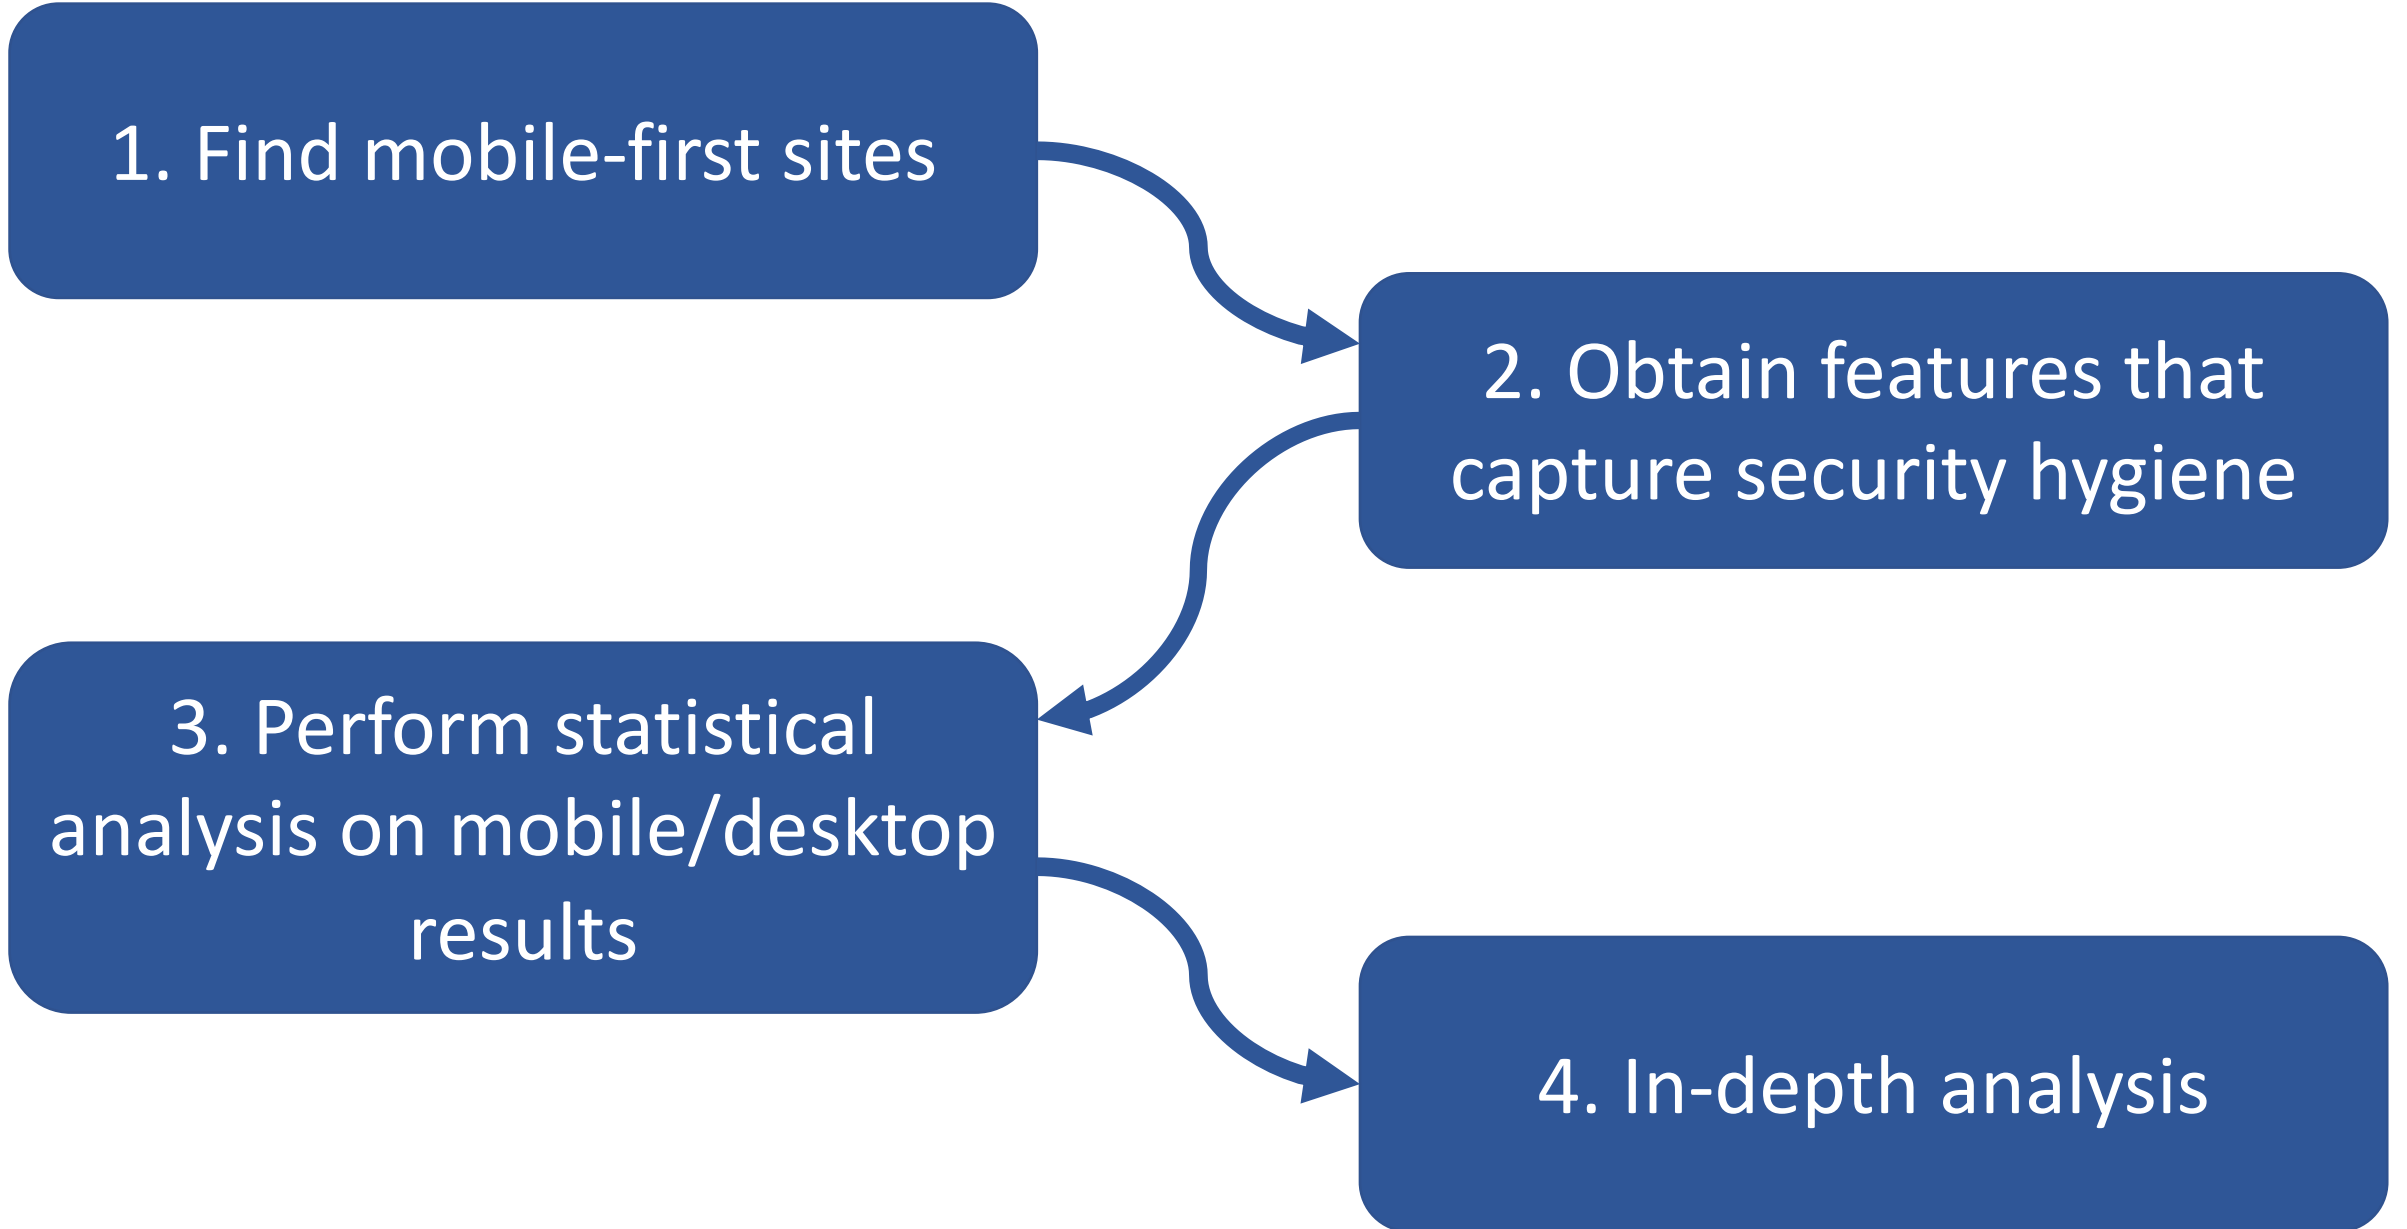 1. Find mobile-first sites
2. Obtain features that
capture security hygiene
3. Perform statistical
analysis on mobile/desktop
results
4. In-depth analysis